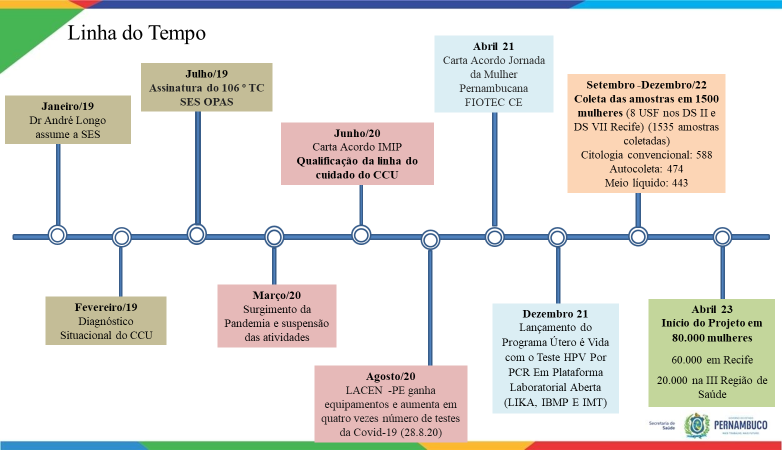 Linha do Tempo
Janeiro/19
Dr André Longo
assume a SES
Fevereiro/19
Diagnóstico
Situacional do CCU
Julho/19
Assinatura do 106 º TC
SES OPAS
Março/20
Surgimento da
Pandemia e suspensão
das atividades
Junho/20
Carta Acordo IMIP
Qualificação da linha do
cuidado do CCU
Agosto/20
LACEN -PE ganha
equipamentos e aumenta em
quatro vezes número de testes
da Covid-19 (28.8.20)
Abril 21
Carta Acordo Jornada
da Mulher
Pernambucana
FIOTEC CE
Dezembro 21
Lançamento do
Programa Útero é Vida
com o Teste HPV Por
PCR Em Plataforma
Laboratorial Aberta
(LIKA, IBMP E IMT)
Setembro -Dezembro/22
Coleta das amostras em 1500
mulheres (8 USF nos DS II e
DS VII Recife) (1535 amostras
coletadas)
Citologia convencional: 588
Autocoleta: 474
Meio líquido: 443
Abril 23
Início do Projeto em
80.000 mulheres
60.000 em Recife
20.000 na III Região de
Saúde
Secretaria de
Saúde
PERNAMBUCO